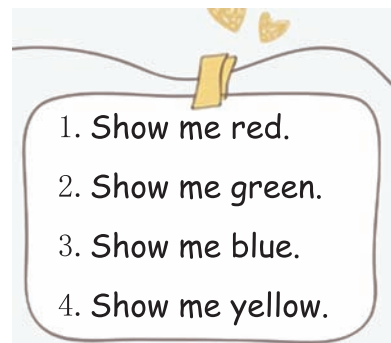 1. Show me red.
2. Show me green.
3. Show me blue.
4. Show me yellow.